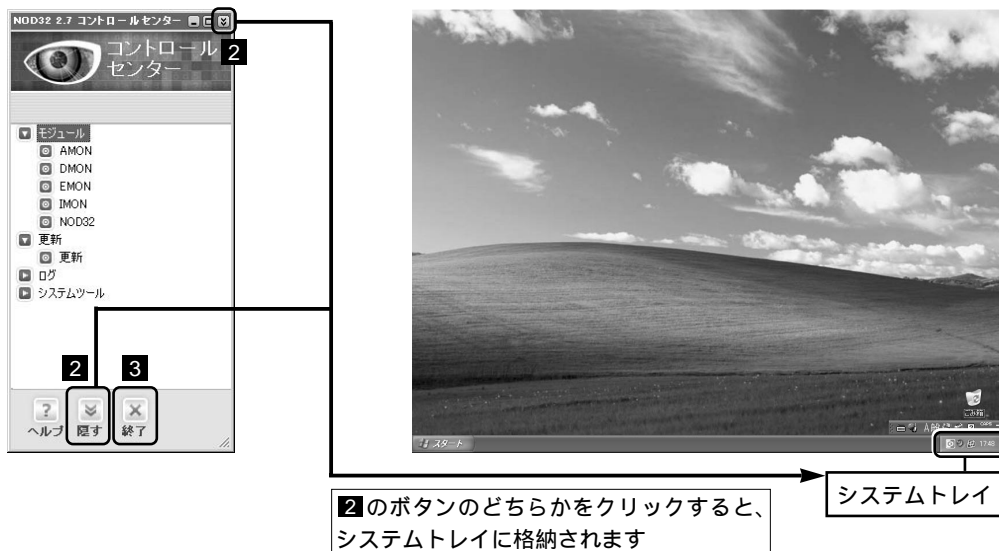 NOD32 2.7 コントロールセンター
2
コントロール
センター
モジュール
AMON
DMON
EMON
IMON
NOD32
更新
更新
ログ
システムツール
2
3
?
ヘルプ
隠す
終了
ごみ箱
スタート
17:48
システムトレイ
2 のボタンのどちらかをクリックすると、
システムトレイに格納されます